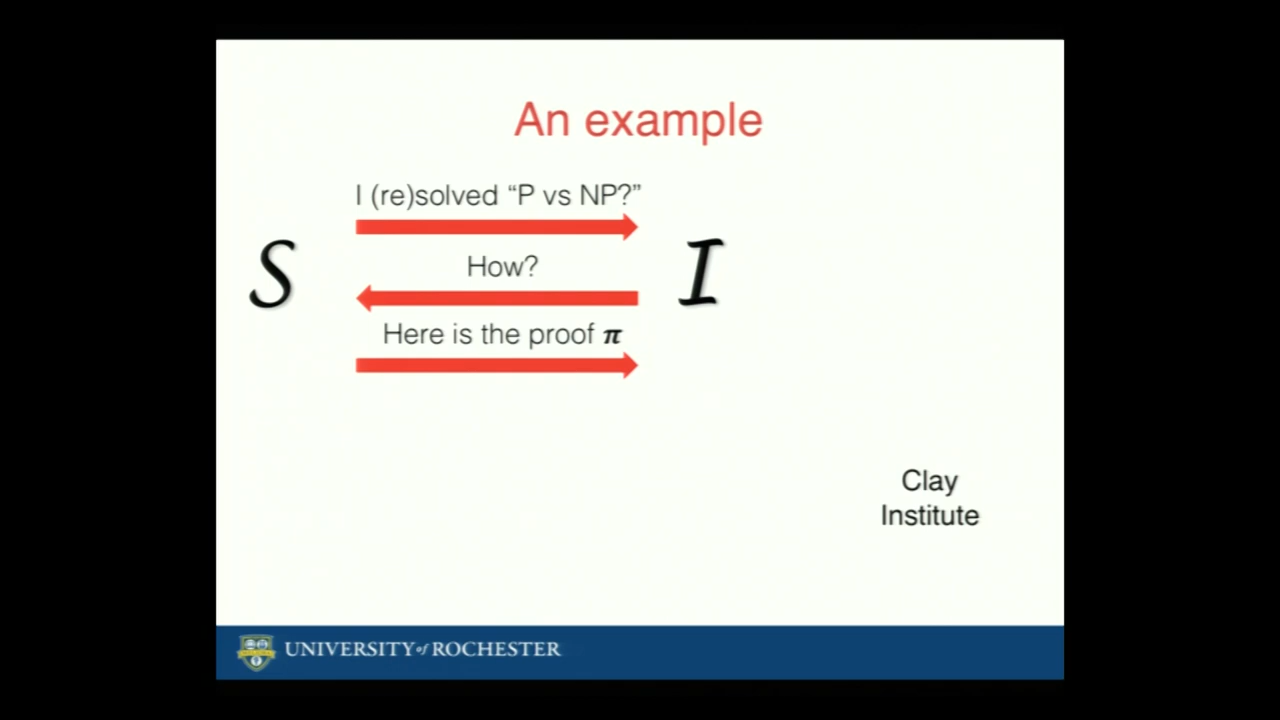 An example
I (re)solved “P vs NP?”
S
How?
I
Here is the proof π
Clay
Institute
UNIVERSITY of ROCHESTER